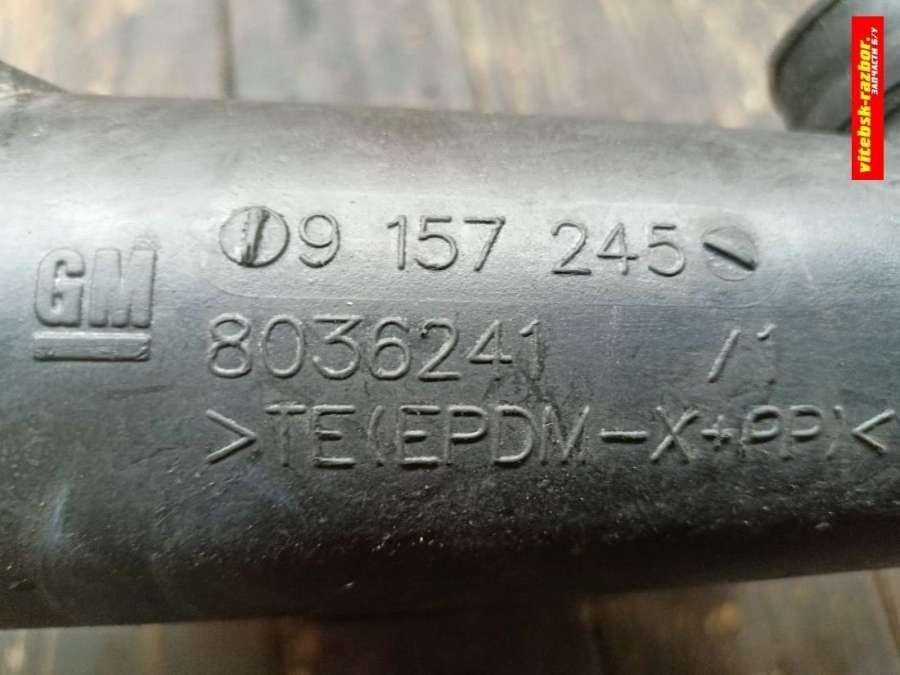 vitebsk-razbor.
ЗАПЧАСТИ Б/У
9 157 245
GM
8036241 /1
>TE(EPDM-X+PP)<